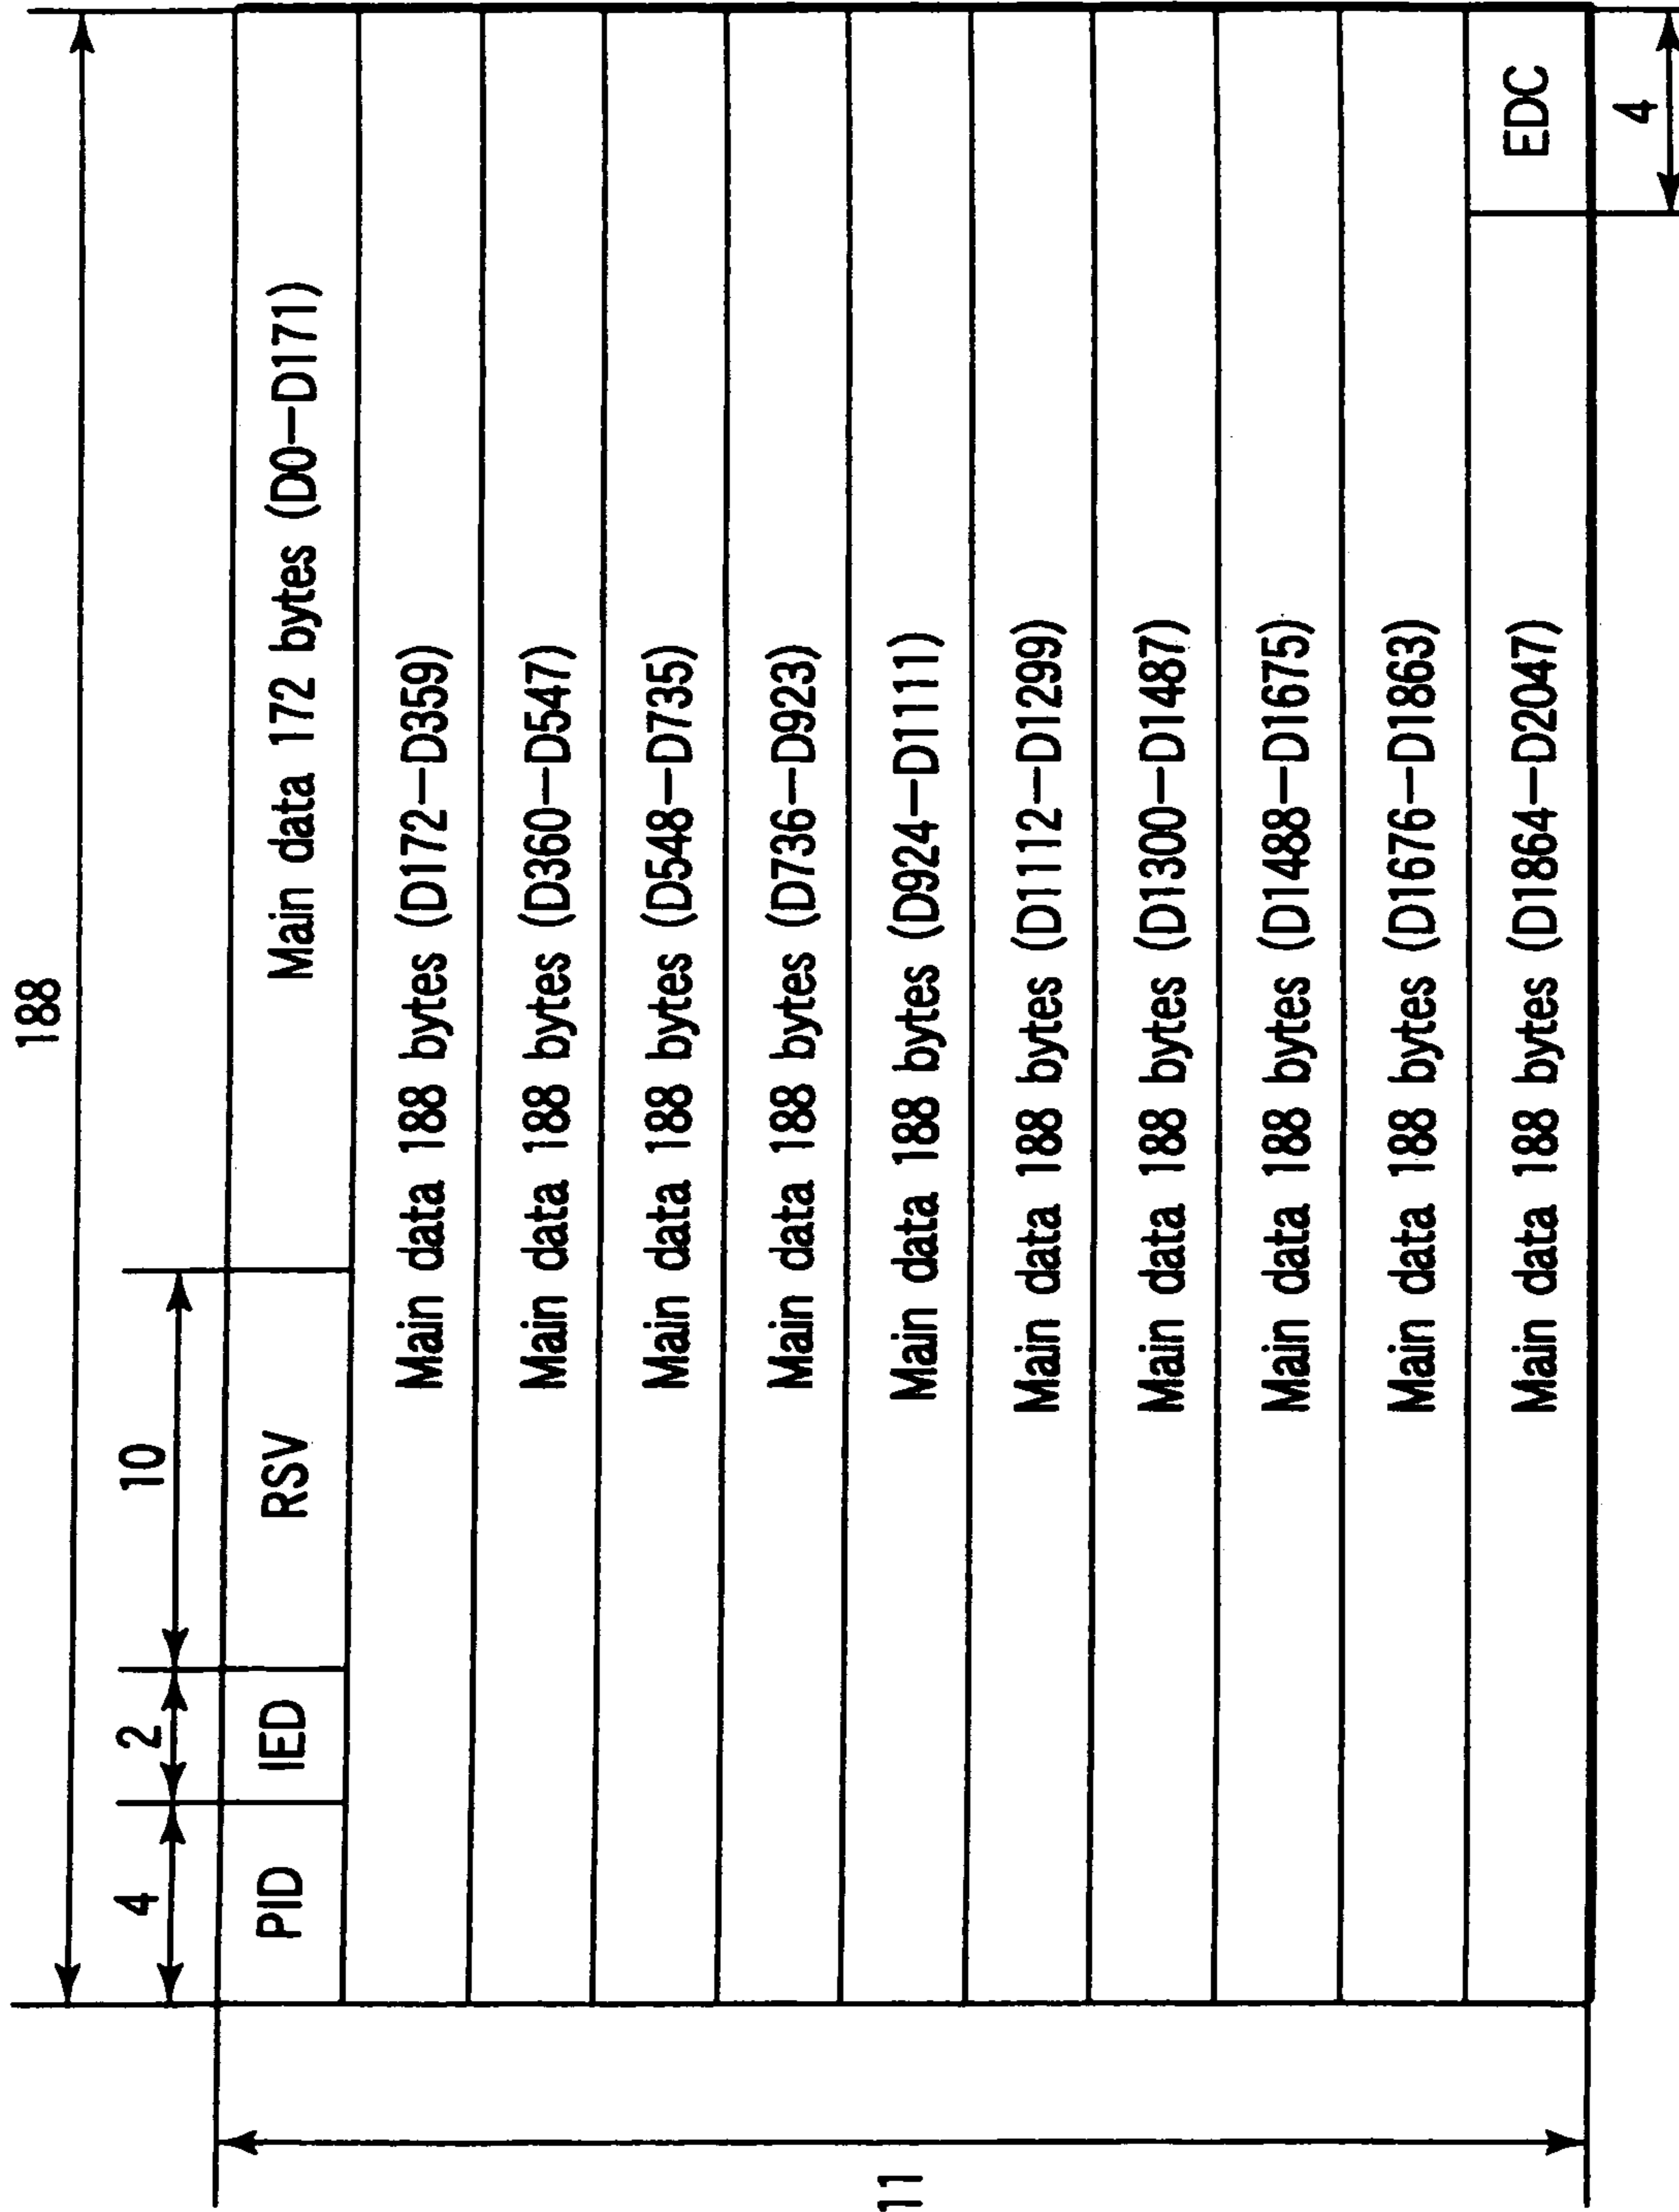 188
4 2 10
PID IED RSV Main data 172 bytes (D0–D171)
Main data 188 bytes (D172–D359)
Main data 188 bytes (D360–D547)
Main data 188 bytes (D548–D735)
Main data 188 bytes (D736–D923)
Main data 188 bytes (D924–D1111)
Main data 188 bytes (D1112–D1299)
Main data 188 bytes (D1300–D1487)
Main data 188 bytes (D1488–D1675)
Main data 188 bytes (D1676–D1863)
Main data 188 bytes (D1864–D2047) EDC
4
11